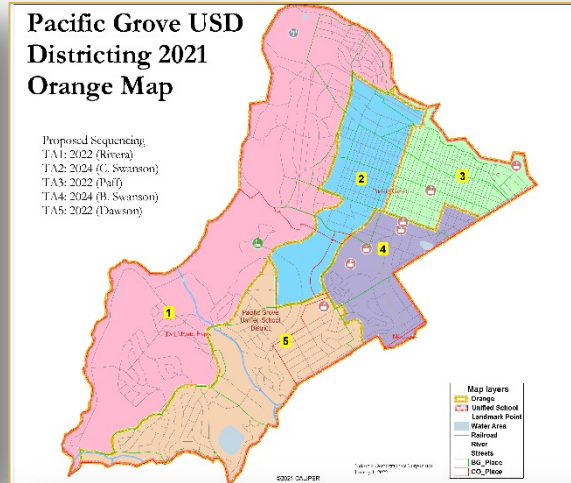 Pacific Grove USD
Districting 2021
Orange Map
Proposed Sequencing
TA1: 2022 (Rivera)
TA2: 2024 (C. Swanson)
TA3: 2022 (Paff)
TA4: 2024 (B. Swanson)
TA5: 2022 (Dawson)
2
3
4
1
Pacific Grove
Unified School
District
5
Map layers
Orange
Unified School
Landmark Point
Water Area
Railroad
River
Streets
BG_Place
CO_Place
©2021 CALIPER